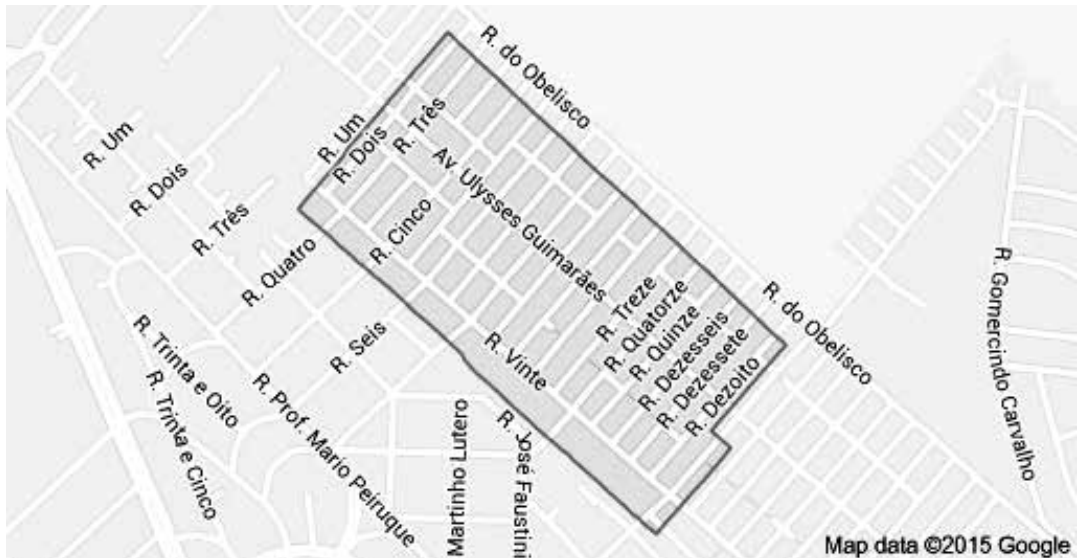 R. do Obelisco
R. Um
R. Um
R. Dois
R. Três
R. Dois
R. Três
Av. Ulysses Guimarães
R. Cinco
R. Quatro
R. Treze
R. Quatorze
R. Quinze
R. Dezesseis
R. Dezessete
R. Dezoito
R. do Obelisco
R. Gomercindo Carvalho
R. Trinta e Oito
R. Seis
R. Vinte
R. Trinta e Cinco
R. Prof. Mario Peiruque
Martinho Lutero
R. José Faustini
Map data ©2015 Google